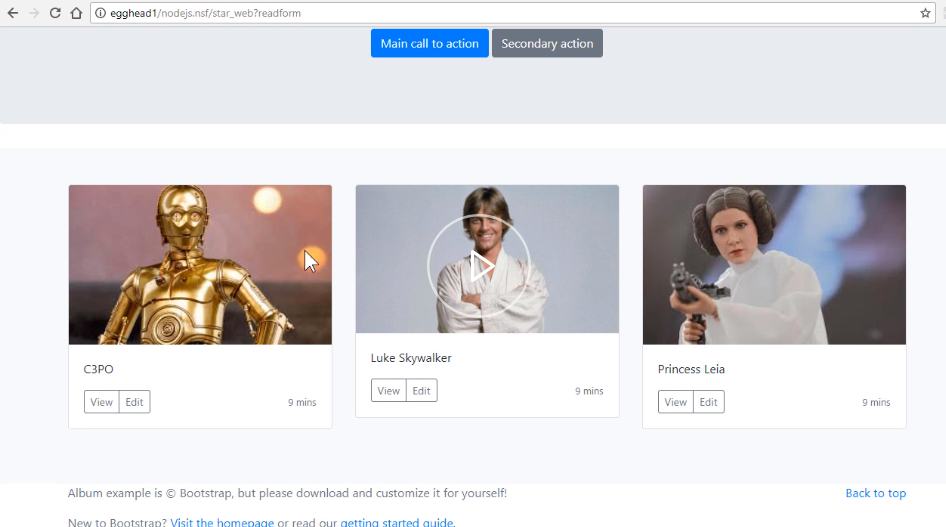 egghead1/nodejs.nsf/star_web?readform
Main call to action Secondary action
C3PO
View Edit 9 mins
Luke Skywalker
View Edit 9 mins
Princess Leia
View Edit 9 mins
Album example is © Bootstrap, but please download and customize it for yourself! Back to top
New to Bootstrap? Visit the homepage or read our getting started guide.